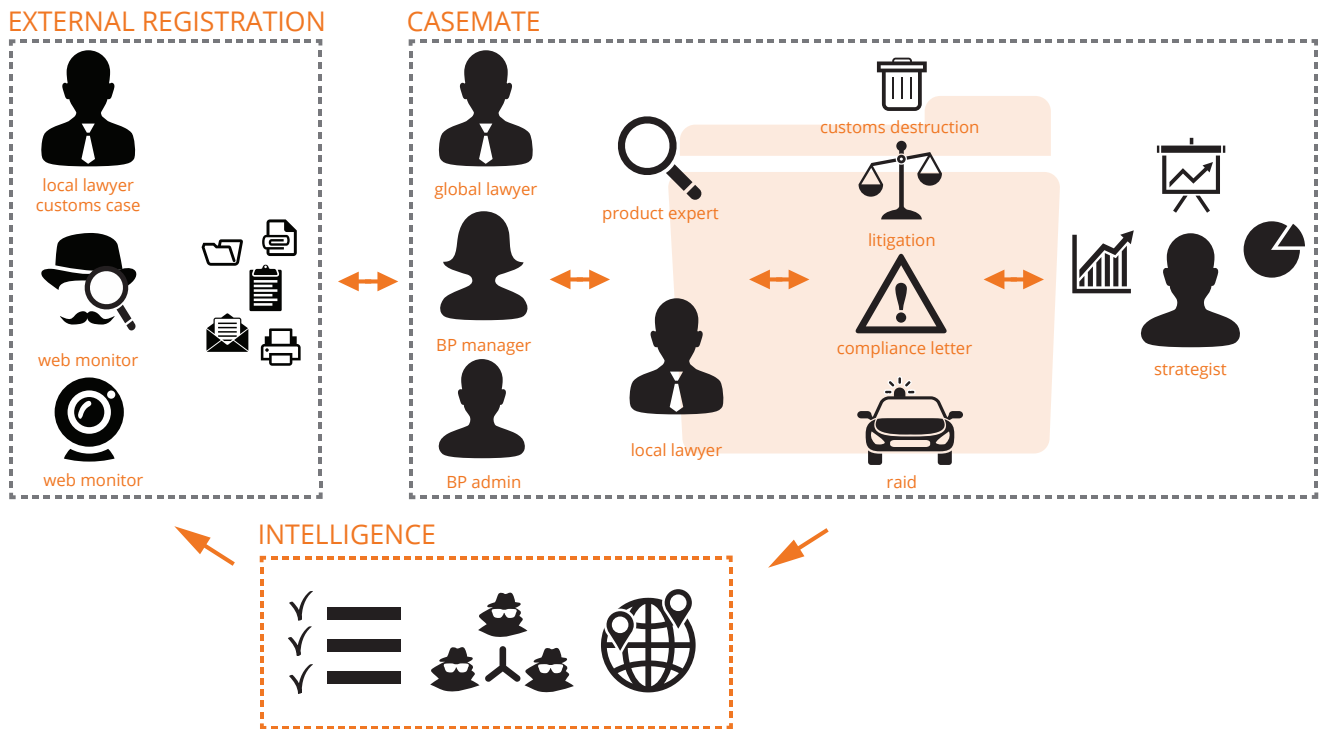 EXTERNAL REGISTRATION
local lawyer
customs case
web monitor
web monitor
CASEMATE
global lawyer
BP manager
BP admin
product expert
local lawyer
customs destruction
litigation
compliance letter
raid
strategist
INTELLIGENCE